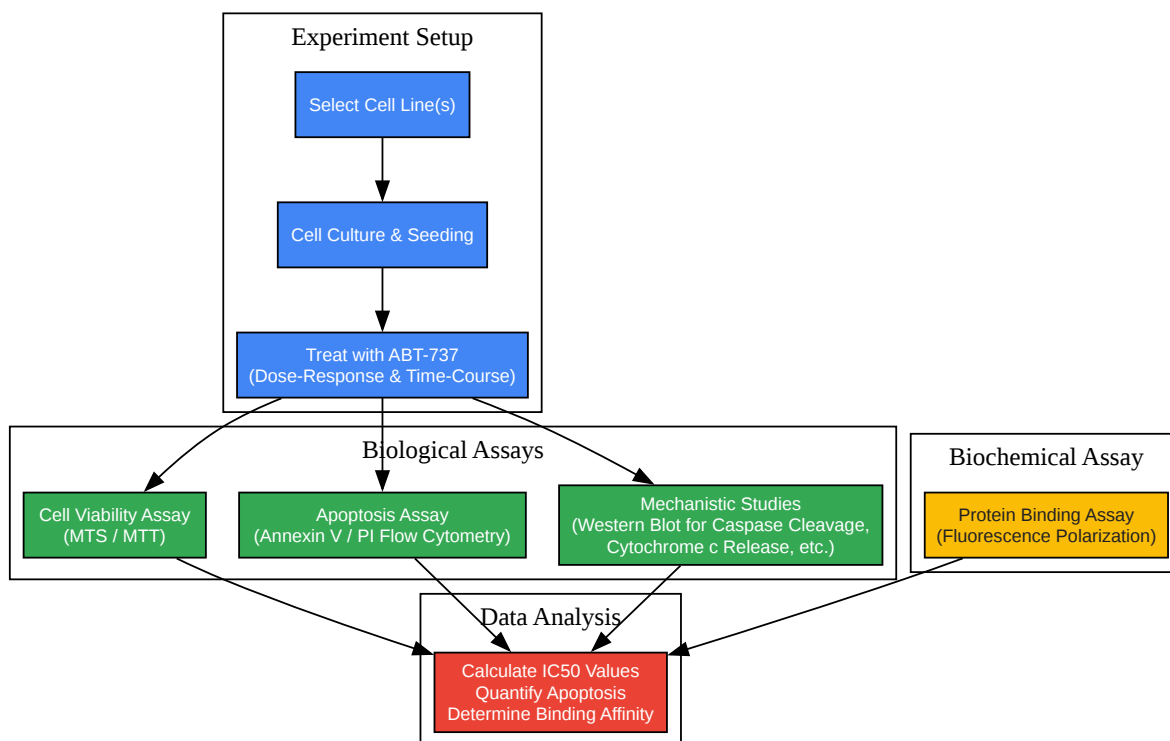 Experiment Setup
Select Cell Line(s)
Cell Culture & Seeding
Treat with ABT-737
(Dose-Response & Time-Course)
Biological Assays
Cell Viability Assay
(MTS / MTT)
Apoptosis Assay
(Annexin V / PI Flow Cytometry)
Mechanistic Studies
(Western Blot for Caspase Cleavage,
Cytochrome c Release, etc.)
Biochemical Assay
Protein Binding Assay
(Fluorescence Polarization)
Data Analysis
Calculate IC50 Values
Quantify Apoptosis
Determine Binding Affinity